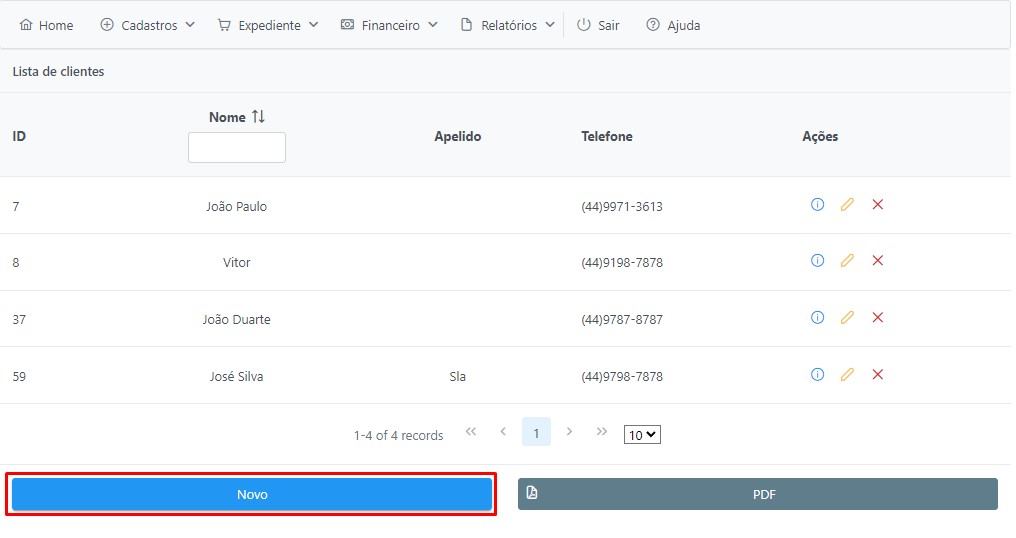 Home Cadastros Expediente Financeiro Relatórios Sair Ajuda
Lista de clientes
ID Nome Apelido Telefone Ações
7 João Paulo (44)9971-3613
8 Vitor (44)9198-7878
37 João Duarte (44)9787-8787
59 José Silva Sla (44)9798-7878
1-4 of 4 records 1 10
Novo PDF